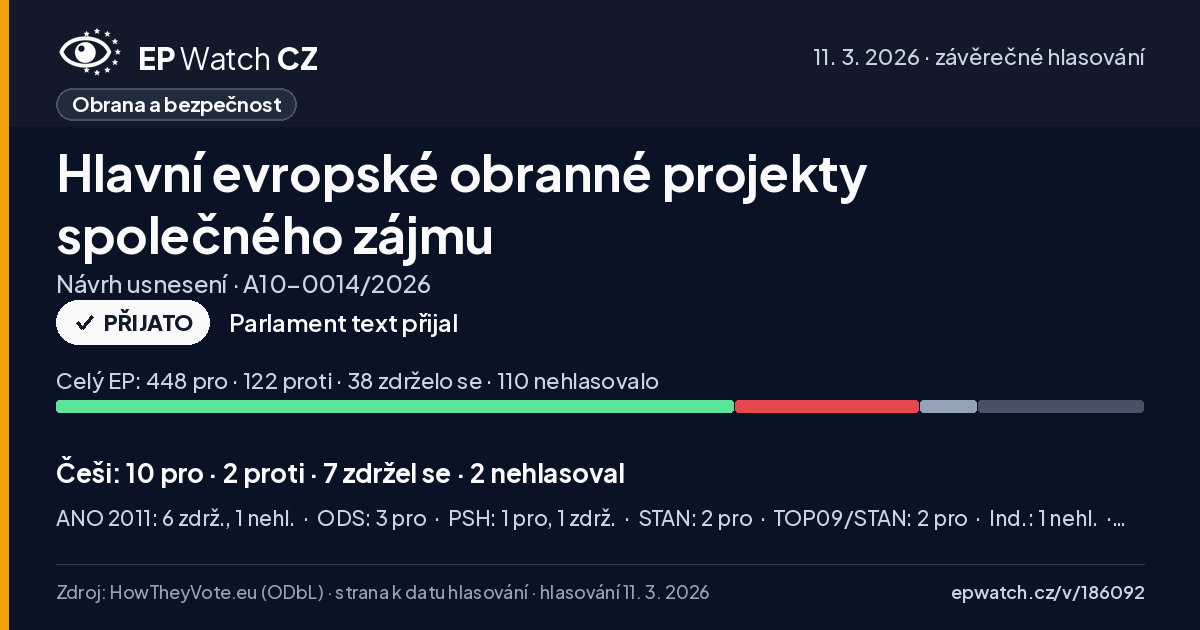 EP Watch CZ
11. 3. 2026 · závěrečné hlasování
Obrana a bezpečnost
Hlavní evropské obranné projekty
společného zájmu
Návrh usnesení · A10–0014/2026
✓ PŘIJATO
Parlament text přijal
Celý EP: 448 pro · 122 proti · 38 zdrželo se · 110 nehlasovalo
Češi: 10 pro · 2 proti · 7 zdržel se · 2 nehlasoval
ANO 2011: 6 zdrž., 1 nehl. · ODS: 3 pro · PSH: 1 pro, 1 zdrž. · STAN: 2 pro · TOP09/STAN: 2 pro · Ind.: 1 nehl. ·…
Zdroj: HowTheyVote.eu (ODbL) · strana k datu hlasování · hlasování 11. 3. 2026
epwatch.cz/v/186092